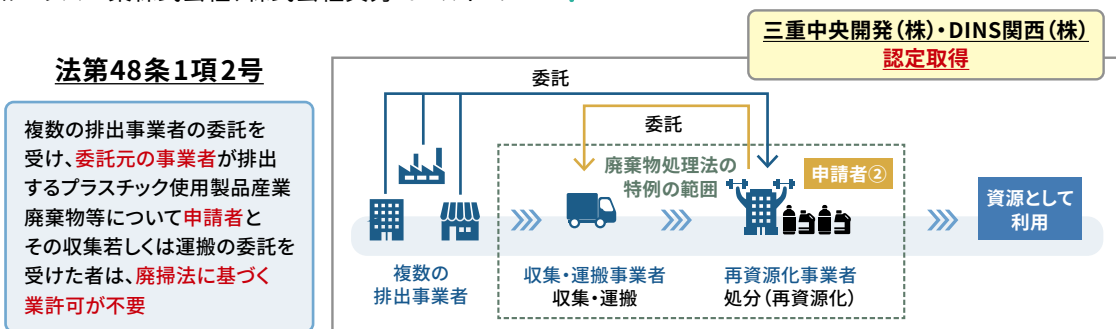 三重中央開発(株)・DINS関西(株)
認定取得
法第48条1項2号
複数の排出事業者の委託を
受け、委託元の事業者が排出
するプラスチック使用製品産業
廃棄物等について申請者と
その収集若しくは運搬の委託を
受けた者は、廃掃法に基づく
業許可が不要
委託
委託
廃棄物処理法の
特例の範囲
申請者②
複数の
排出事業者
収集・運搬事業者
収集・運搬
再資源化事業者
処分(再資源化)
資源として
利用